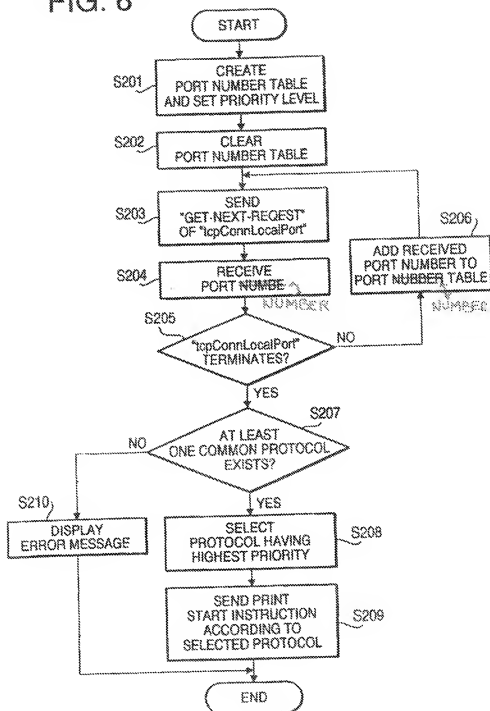 FIG. 6
START
S201
CREATE
PORT NUMBER TABLE
AND SET PRIORITY LEVEL
S202
CLEAR
PORT NUMBER TABLE
S203
SEND
"GET-NEXT-REQEST"
OF "tcpConnLocalPort"
S206
ADD RECEIVED
PORT NUMBER TO
PORT NUBBER TABLE
NUMBER
S204
RECEIVE
PORT NUMBE
NUMBER
S205
"tcpConnLocalPort"
TERMINATES?
NO
YES
S207
AT LEAST
ONE COMMON PROTOCOL
EXISTS?
NO
YES
S210
DISPLAY
ERROR MESSAGE
S208
SELECT
PROTOCOL HAVING
HIGHEST PRIORITY
S209
SEND PRINT
START INSTRUCTION
ACCORDING TO
SELECTED PROTOCOL
END